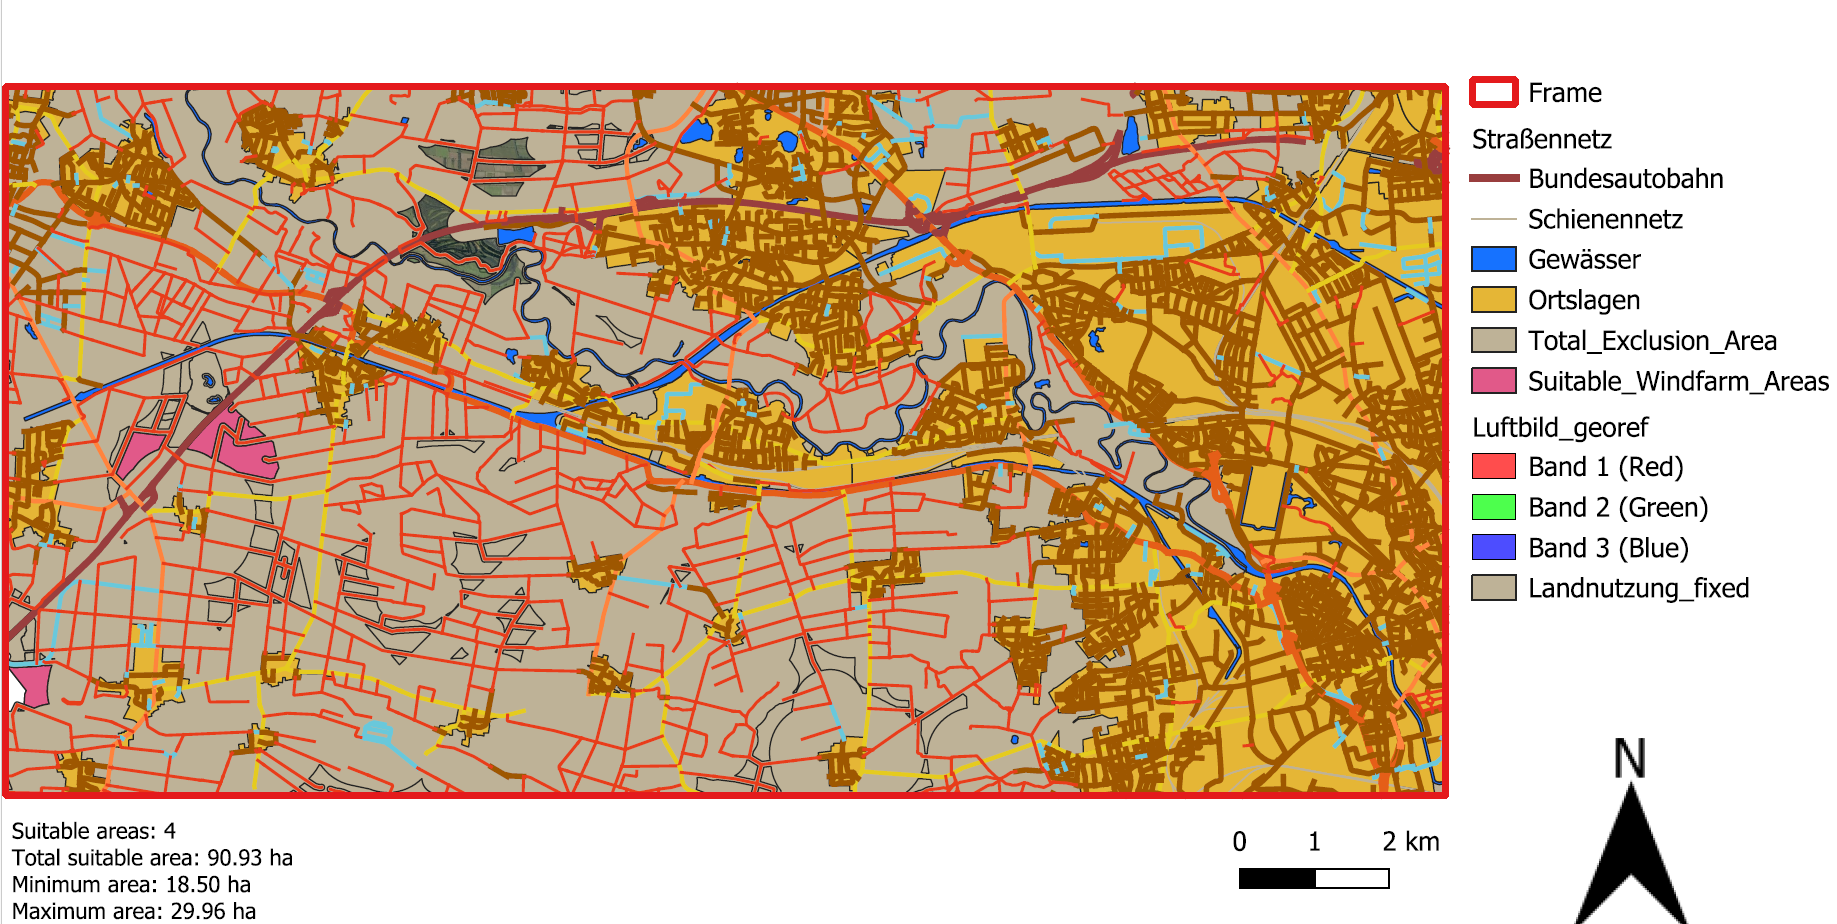 Frame
Straßennetz
Bundesautobahn
Schienennetz
Gewässer
Ortslagen
Total_Exclusion_Area
Suitable_Windfarm_Areas
Luftbild_georef
Band 1 (Red)
Band 2 (Green)
Band 3 (Blue)
Landnutzung_fixed
N
0 1 2 km
Suitable areas: 4
Total suitable area: 90.93 ha
Minimum area: 18.50 ha
Maximum area: 29.96 ha